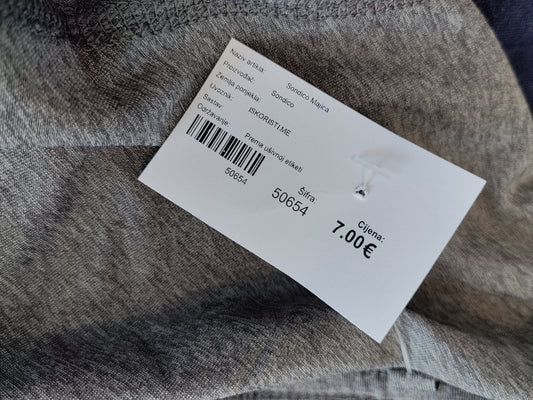 Naziv artikla: Sondico Majica
Proizvođač: Sondico
Zemlja porijekla:
Uvoznik: ISKORISTI.ME
Sastav:
Održavanje: Prema ušivnoj etiketi
50654
Šifra:
50654
Cijena:
7.00€